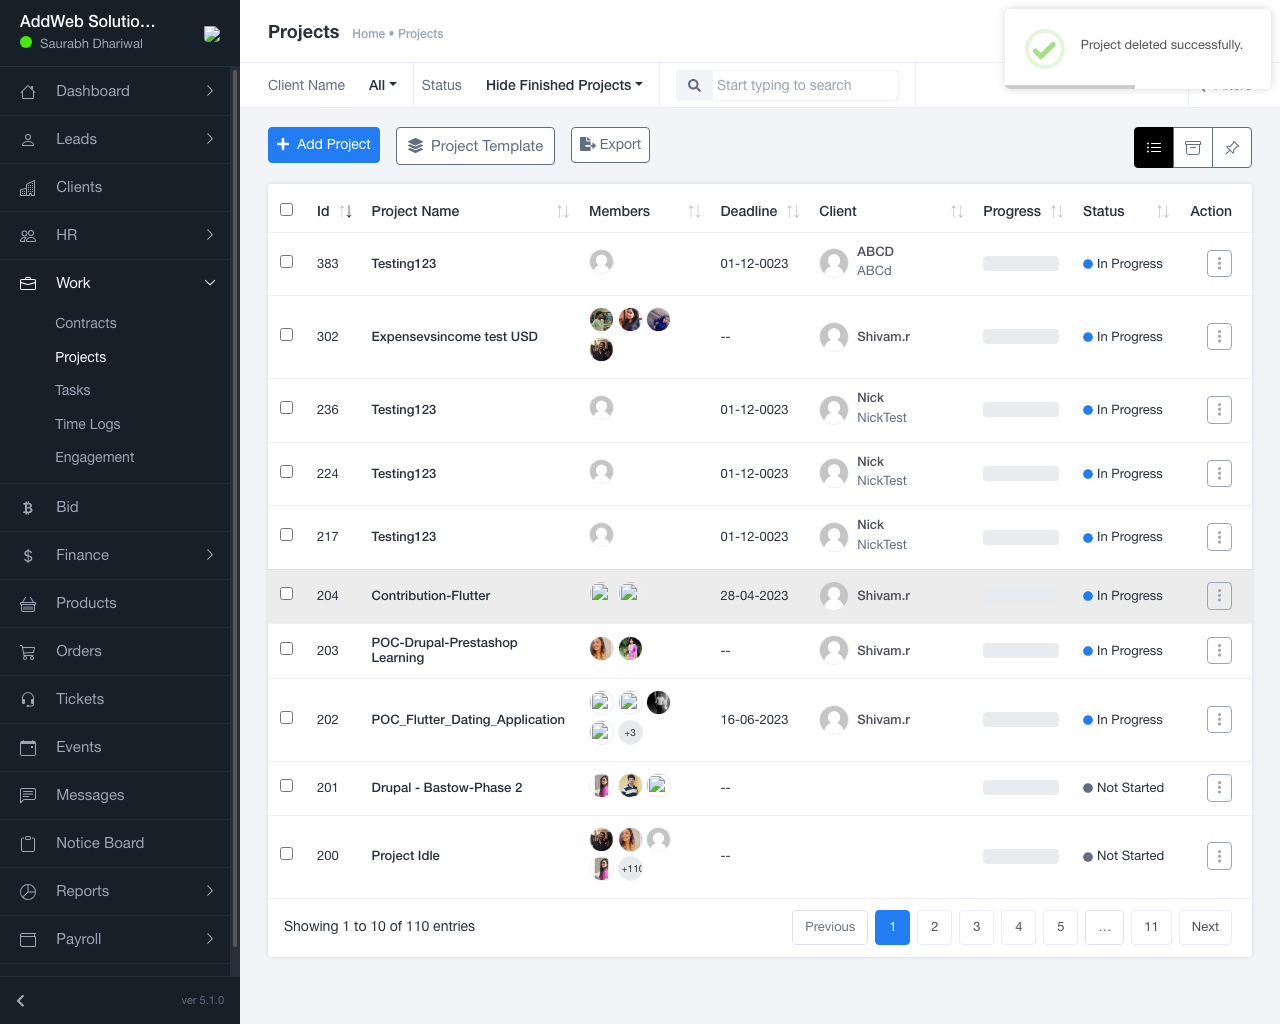 AddWeb Solutio...
Saurabh Dhariwal
Dashboard
Leads
Clients
HR
Work
Contracts
Projects
Tasks
Time Logs
Engagement
Bid
Finance
Products
Orders
Tickets
Events
Messages
Notice Board
Reports
Payroll
ver 5.1.0
Projects Home • Projects
Project deleted successfully.
Client Name All Status Hide Finished Projects Start typing to search Filters
Add Project Project Template Export
Id Project Name Members Deadline Client Progress Status Action
383 Testing123 01-12-0023 ABCD ABCd In Progress
302 Expensevsincome test USD -- Shivam.r In Progress
236 Testing123 01-12-0023 Nick NickTest In Progress
224 Testing123 01-12-0023 Nick NickTest In Progress
217 Testing123 01-12-0023 Nick NickTest In Progress
204 Contribution-Flutter 28-04-2023 Shivam.r In Progress
203 POC-Drupal-Prestashop Learning -- Shivam.r In Progress
202 POC_Flutter_Dating_Application +3 16-06-2023 Shivam.r In Progress
201 Drupal - Bastow-Phase 2 -- Not Started
200 Project Idle +110 -- Not Started
Showing 1 to 10 of 110 entries Previous 1 2 3 4 5 ... 11 Next